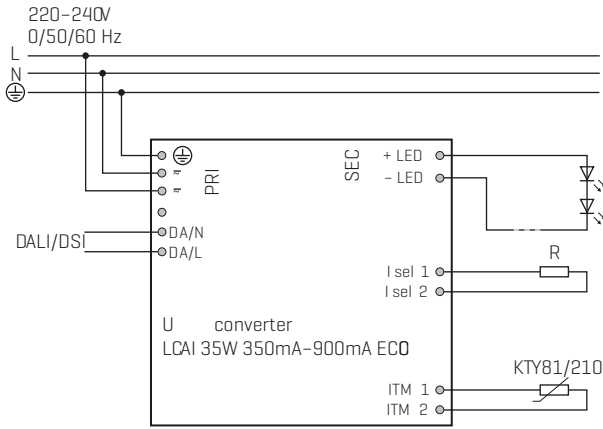 220-240V
0/50/60 Hz
L
N
PRI
SEC
+ LED
- LED
DALI/DSI
DA/N
DA/L
I sel 1
I sel 2
R
U converter
LCAI 35W 350mA-900mA ECO
KTY81/210
ITM 1
ITM 2